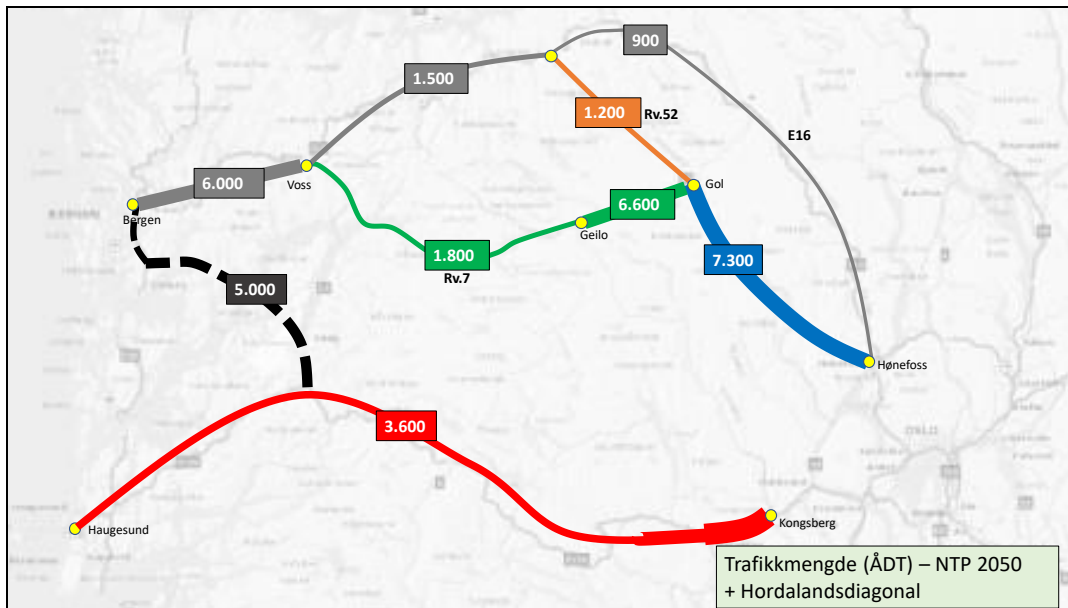 900
1.500
1.200
Rv.52
E16
6.000
Voss
Gol
6.600
Bergen
Geilo
1.800
Rv.7
7.300
5.000
Hønefoss
3.600
Haugesund
Kongsberg
Trafikkmengde (ÅDT) – NTP 2050
+ Hordalandsdiagonal